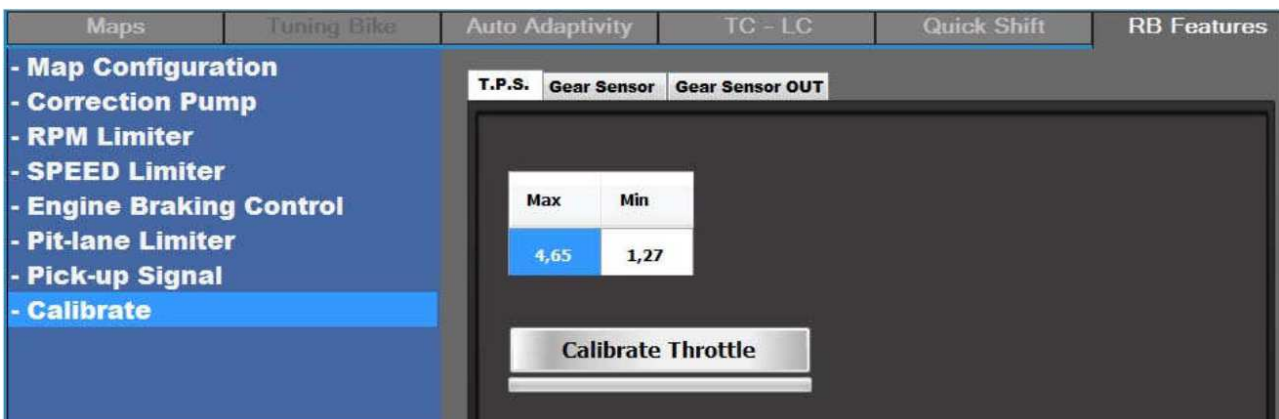 Maps Tuning Bike Auto Adaptivity TC - LC Quick Shift RB Features
- Map Configuration
- Correction Pump
- RPM Limiter
- SPEED Limiter
- Engine Braking Control
- Pit-lane Limiter
- Pick-up Signal
- Calibrate
T.P.S. Gear Sensor Gear Sensor OUT
Max Min
4,65 1,27
Calibrate Throttle